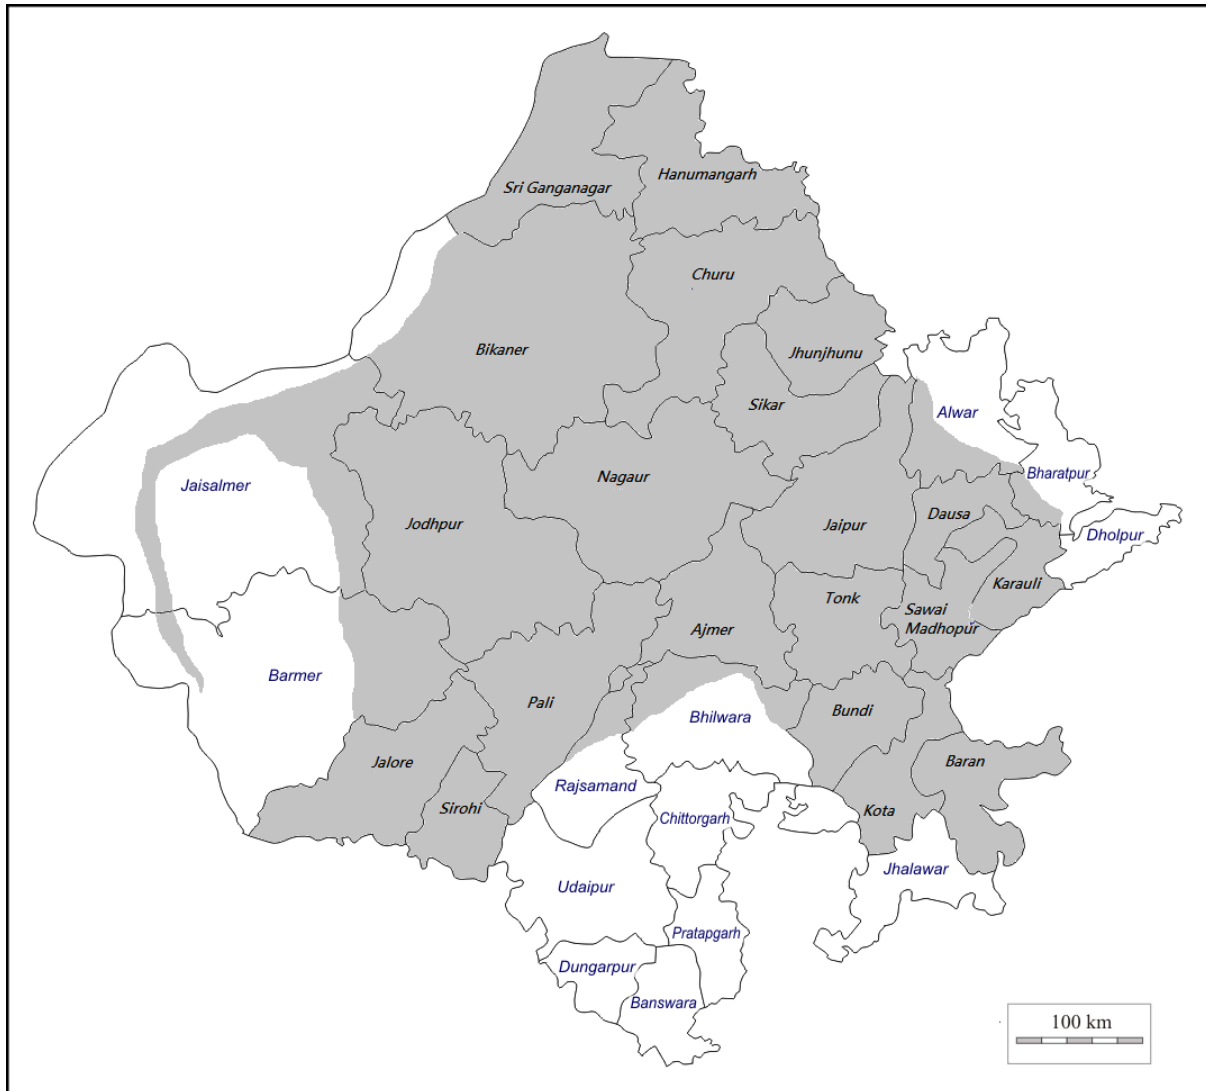 Hanumangarh
Sri Ganganagar
Churu
Bikaner
Jhunjhunu
Sikar
Alwar
Nagaur
Bharatpur
Jaisalmer
Jodhpur
Jaipur
Dausa
Dholpur
Karauli
Tonk
Sawai
Madhopur
Ajmer
Barmer
Pali
Bundi
Bhilwara
Jalore
Baran
Rajsamand
Sirohi
Kota
Chittorgarh
Jhalawar
Udaipur
Pratapgarh
Dungarpur
Banswara
100 km